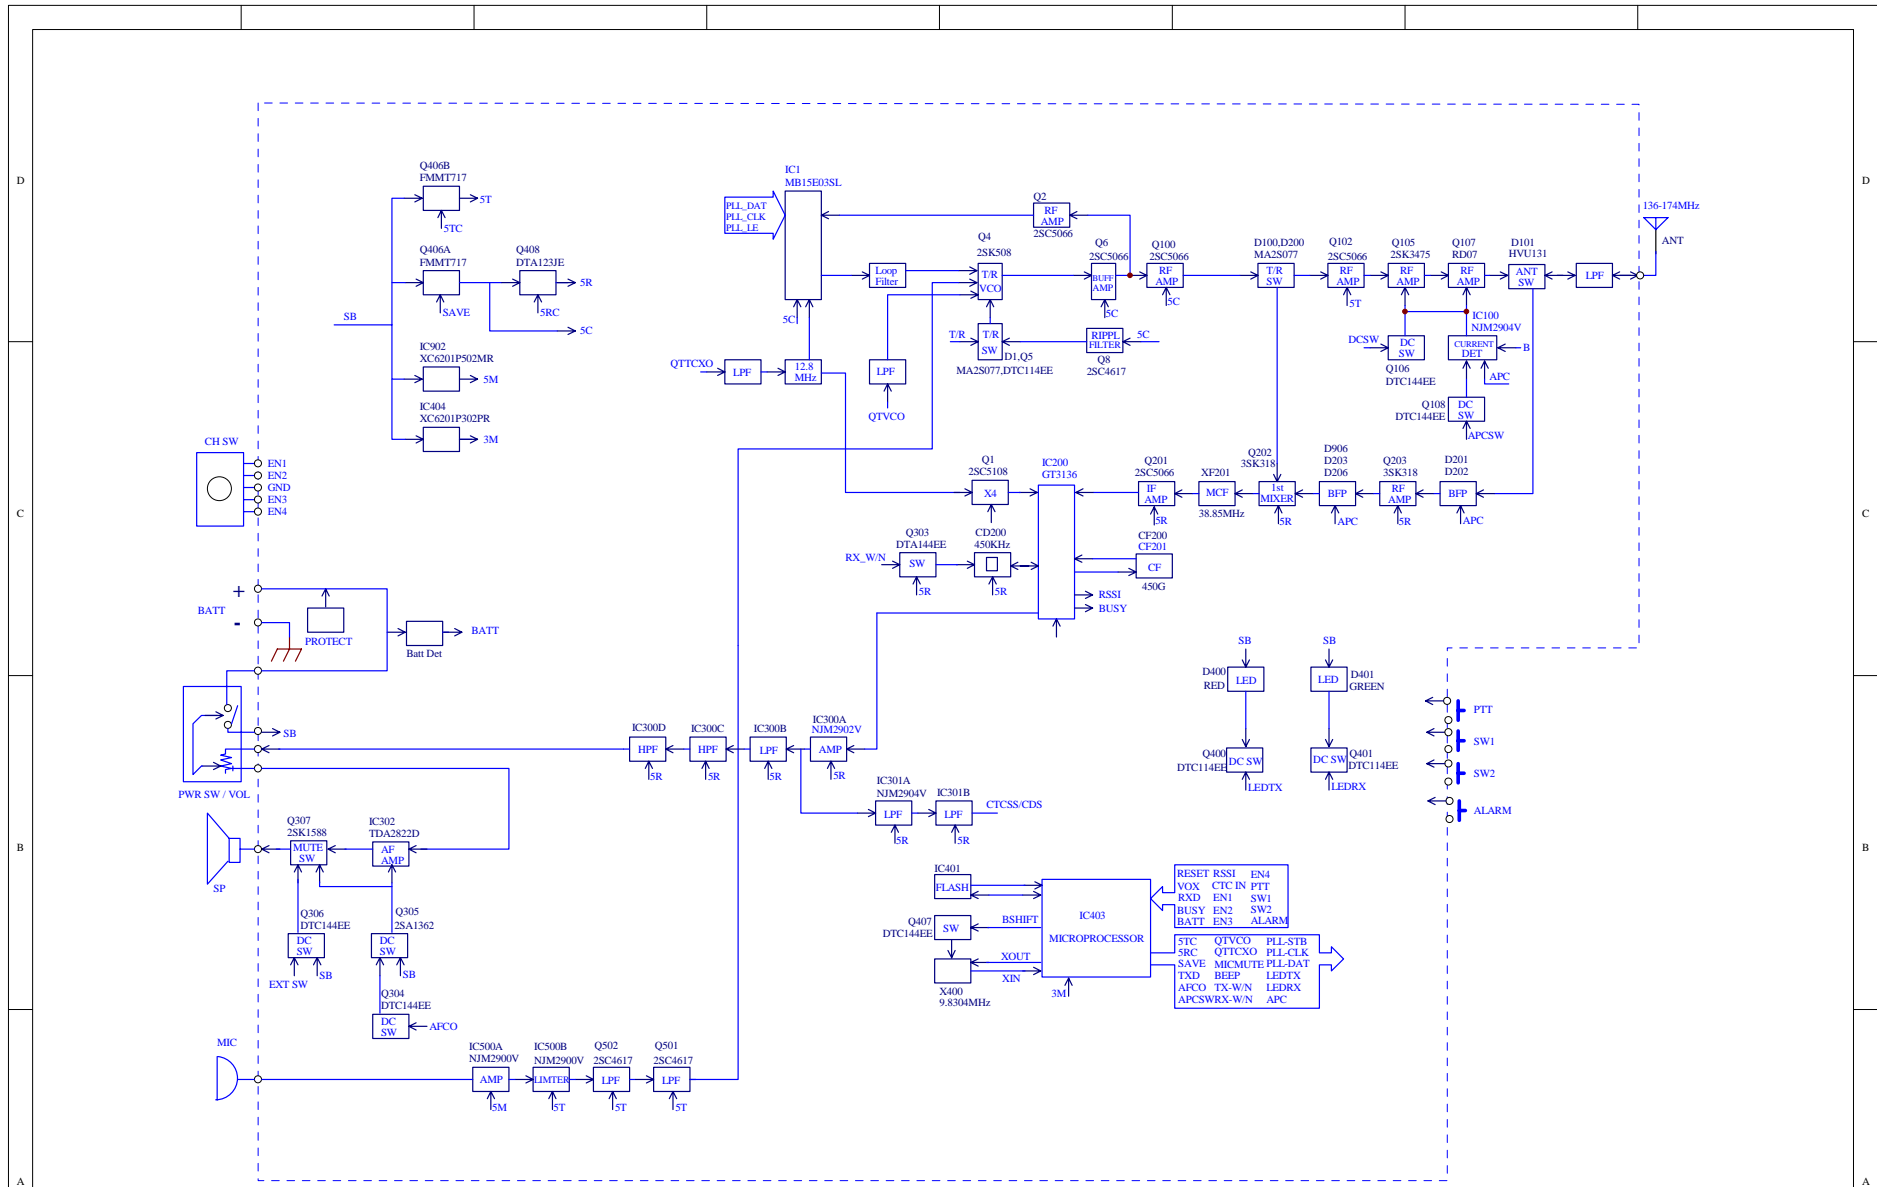 D
D
Q406B
FMMT717
5T
5TC
Q406A
FMMT717
SAVE
Q408
DTA123JE
5R
5RC
5C
SB
IC902
XC6201P502MR
5M
IC404
XC6201P302PR
3M
IC1
MB15E03SL
PLL_DAT
PLL_CLK
PLL_LE
5C
Loop
Filter
Q4
2SK508
T/R
VCO
Q2
RF
AMP
2SC5066
Q6
2SC5066
BUFF
AMP
5C
Q100
2SC5066
RF
AMP
5C
D100,D200
MA2S077
T/R
SW
Q102
2SC5066
RF
AMP
5T
Q105
2SK3475
RF
AMP
Q107
RD07
RF
AMP
D101
HVU131
ANT
SW
LPF
136-174MHz
ANT
T/R
T/R
SW
D1,Q5
MA2S077,DTC114EE
RIPPL
FILTER
5C
Q8
2SC4617
DCSW
DC
SW
Q106
DTC144EE
IC100
NJM2904V
CURRENT
DET
B
APC
Q108
DTC144EE
DC
SW
APCSW
QTTCXO
LPF
12.8
MHz
LPF
QTVCO
CH SW
EN1
EN2
GND
EN3
EN4
C
C
Q1
2SC5108
X4
IC200
GT3136
Q201
2SC5066
IF
AMP
5R
XF201
MCF
38.85MHz
Q202
3SK318
1st
MIXER
5R
D906
D203
D206
BFP
APC
Q203
3SK318
RF
AMP
5R
D201
D202
BFP
APC
RX_W/N
Q303
DTA144EE
SW
5R
CD200
450KHz
5R
CF200
CF201
CF
450G
RSSI
BUSY
+
BATT
-
PROTECT
Batt Det
BATT
SB
D400
RED
LED
Q400
DTC114EE
DC SW
LEDTX
SB
LED
D401
GREEN
DC SW
Q401
DTC114EE
LEDRX
PTT
SW1
SW2
ALARM
SB
PWR SW / VOL
IC300D
HPF
5R
IC300C
HPF
5R
IC300B
LPF
5R
IC300A
NJM2902V
AMP
5R
IC301A
NJM2904V
LPF
5R
IC301B
LPF
5R
CTCSS/CDS
B
B
SP
Q307
2SK1588
MUTE
SW
IC302
TDA2822D
AF
AMP
Q306
DTC144EE
DC
SW
EXT SW
SB
Q305
2SA1362
DC
SW
SB
Q304
DTC144EE
DC
SW
AFCO
IC401
FLASH
Q407
DTC144EE
SW
BSHIFT
XOUT
XIN
X400
9.8304MHz
IC403
MICROPROCESSOR
3M
RESET RSSI EN4
VOX CTC IN PTT
RXD EN1 SW1
BUSY EN2 SW2
BATT EN3 ALARM
5TC QTVCO PLL-STB
5RC QTTCXO PLL-CLK
SAVE MICMUTE PLL-DAT
TXD BEEP LEDTX
AFCO TX-W/N LEDRX
APCSWRX-W/N APC
MIC
IC500A
NJM2900V
AMP
5M
IC500B
NJM2900V
LIMTER
5T
Q502
2SC4617
LPF
5T
Q501
2SC4617
LPF
5T
A
A